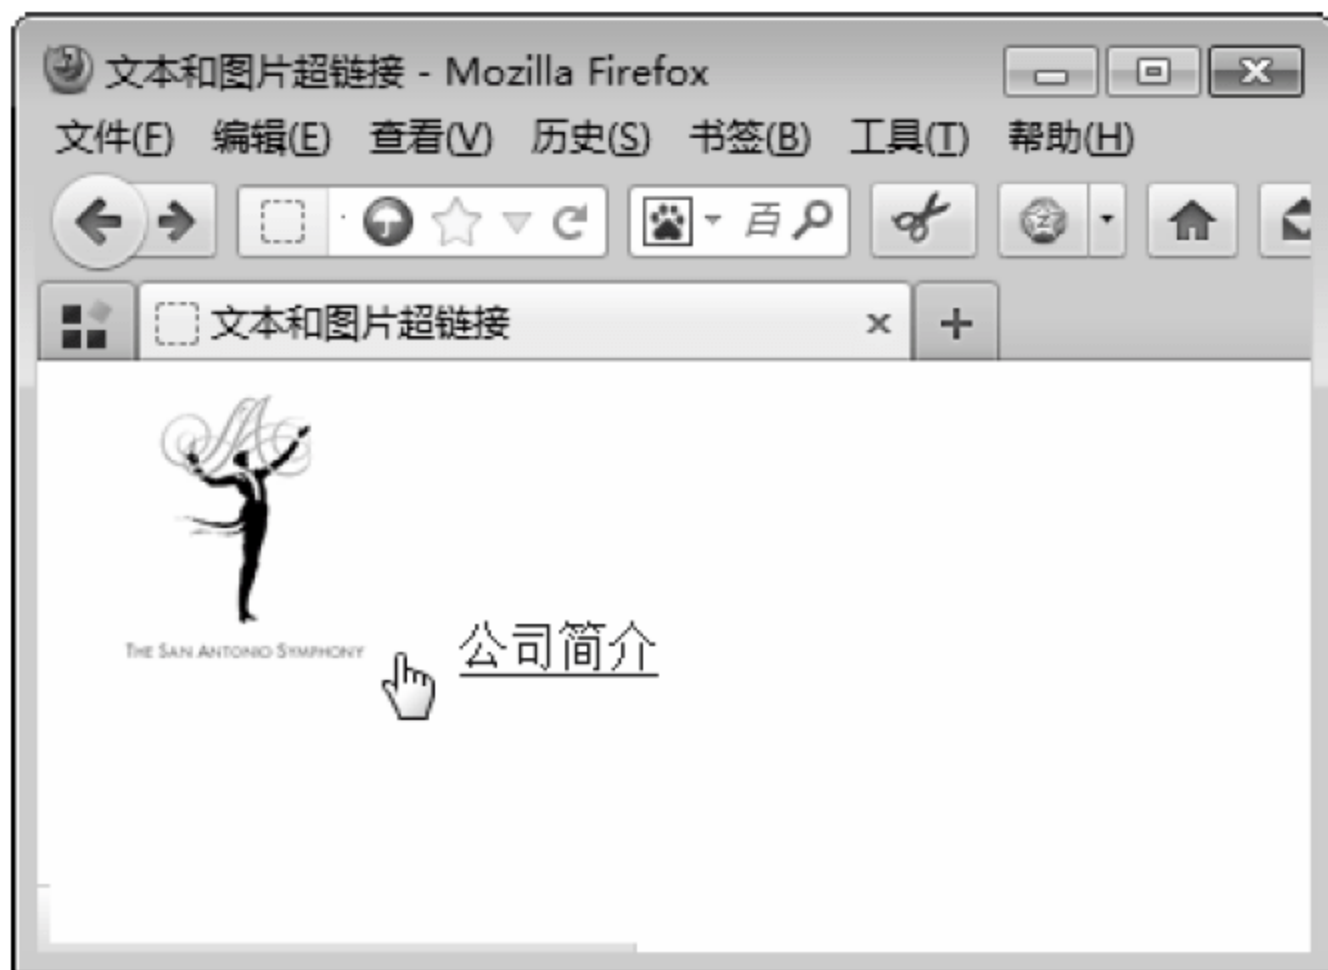 文本和图片超链接 - Mozilla Firefox
文件(F) 编辑(E) 查看(V) 历史(S) 书签(B) 工具(T) 帮助(H)
百
文本和图片超链接
THE SAN ANTONIO SYMPHONY
公司简介